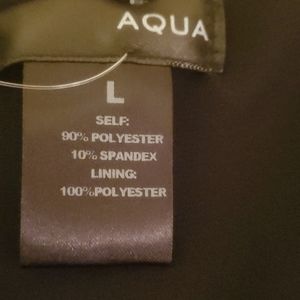 AQUA
L
SELF:
90% POLYESTER
10% SPANDEX
LINING:
100%POLYESTER